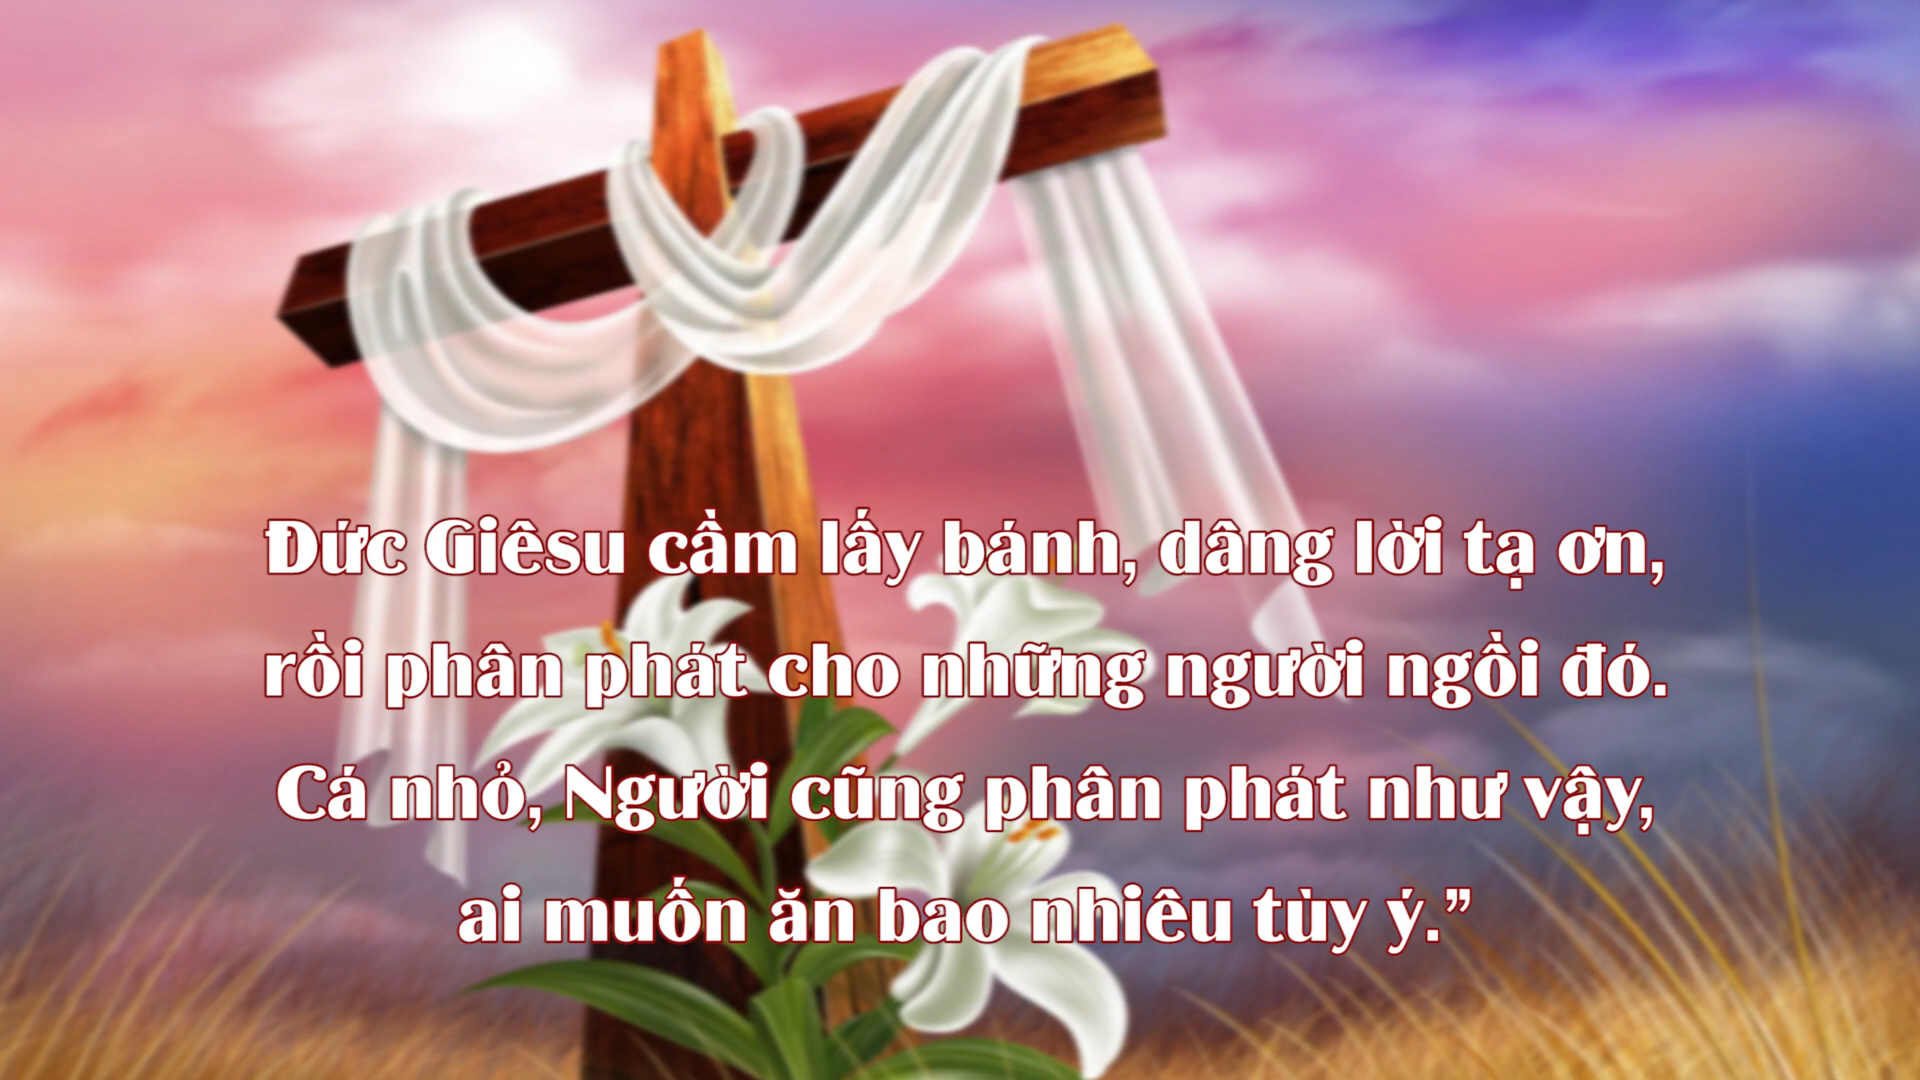 Đức Giêsu cầm lấy bánh, dâng lời tạ ơn,
rồi phân phát cho những người ngồi đó.
Cá nhỏ, Người cũng phân phát như vậy,
ai muốn ăn bao nhiêu tùy ý.”